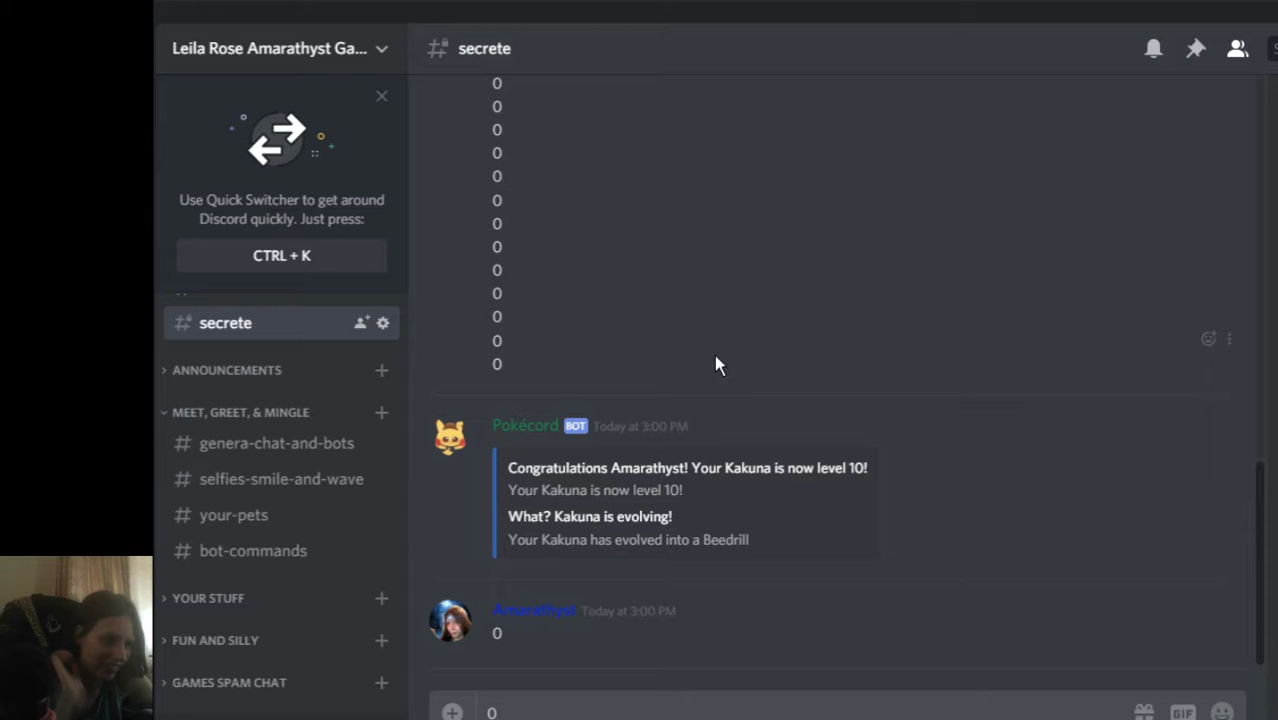 Leila Rose Amarathyst Ga...
secrete
Use Quick Switcher to get around
Discord quickly. Just press:
CTRL + K
secrete
ANNOUNCEMENTS
MEET, GREET, & MINGLE
genera-chat-and-bots
selfies-smile-and-wave
your-pets
bot-commands
YOUR STUFF
FUN AND SILLY
GAMES SPAM CHAT
0
0
0
0
0
0
0
0
0
0
0
0
0
Pokécord BOT Today at 3:00 PM
Congratulations Amarathyst! Your Kakuna is now level 10!
Your Kakuna is now level 10!
What? Kakuna is evolving!
Your Kakuna has evolved into a Beedrill
Amarathyst Today at 3:00 PM
0
0
GIF